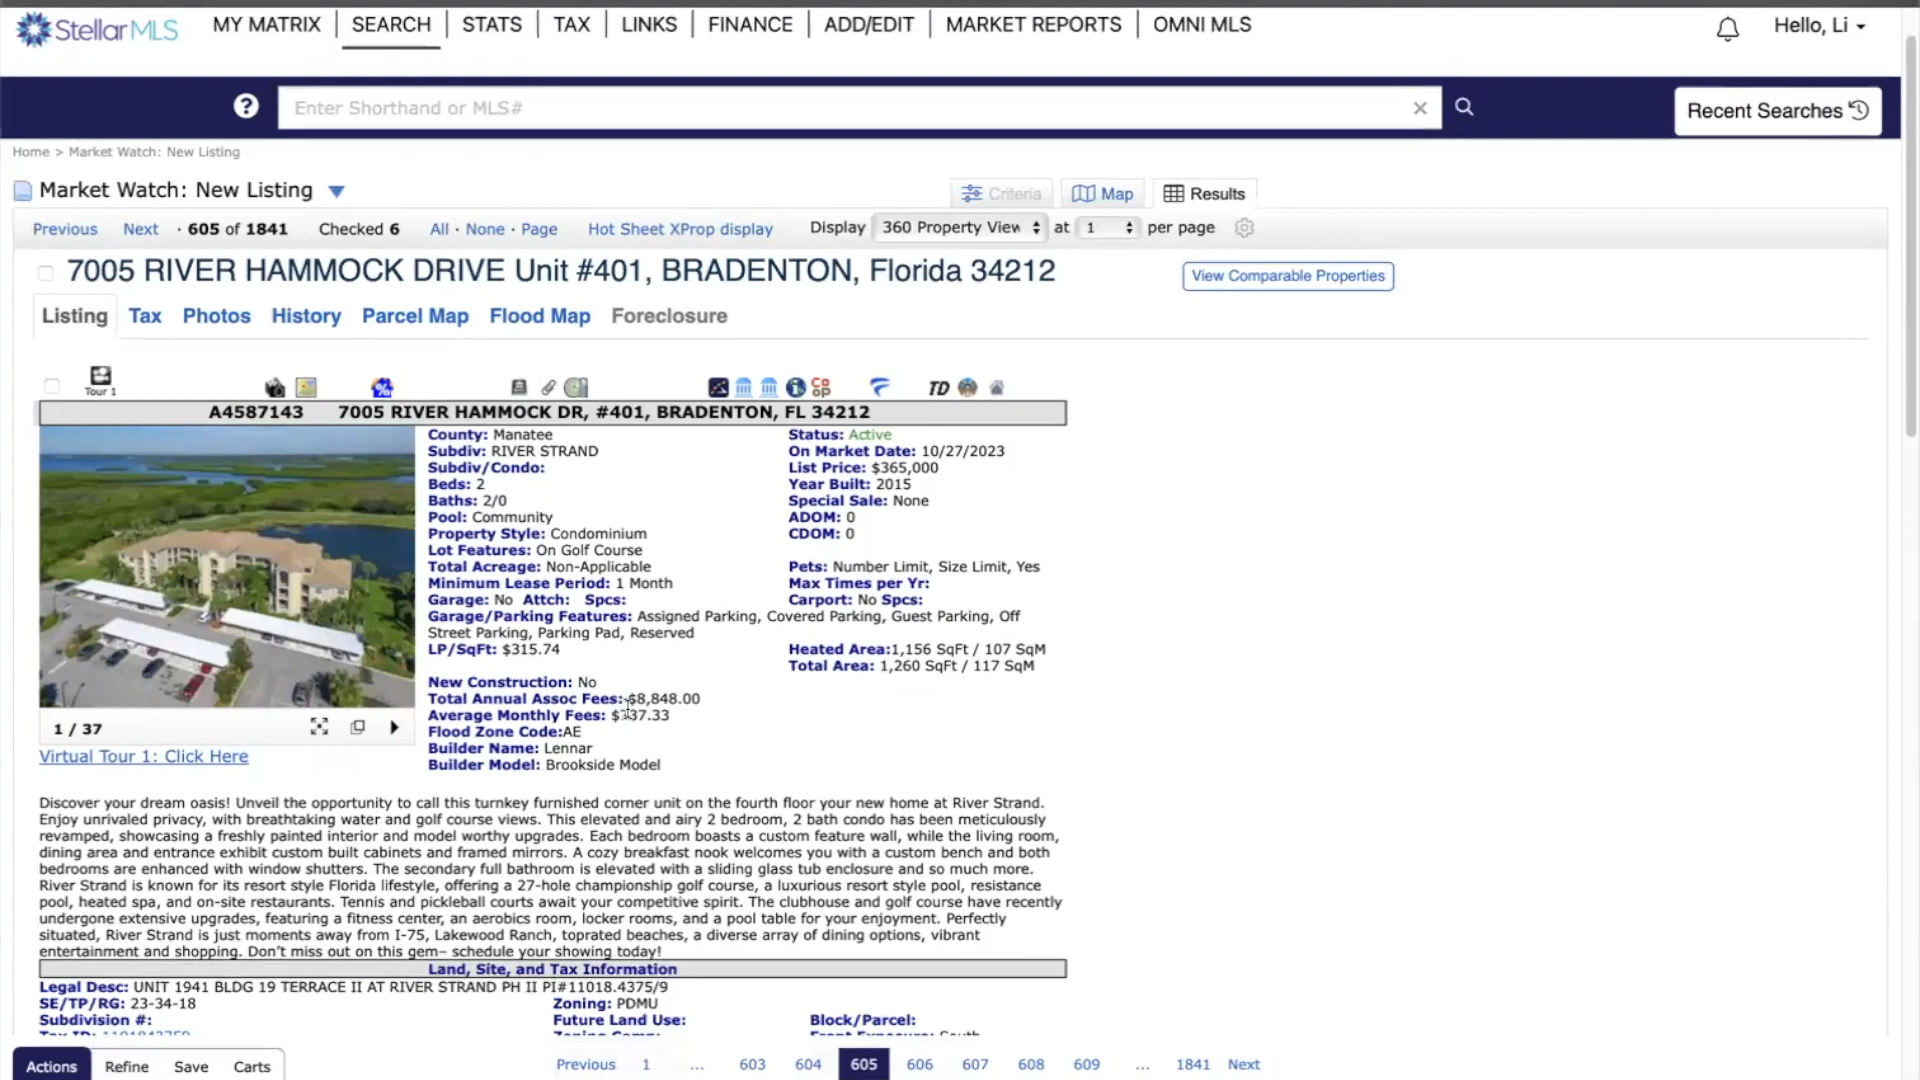 StellarMLS MY MATRIX SEARCH STATS TAX LINKS FINANCE ADD/EDIT MARKET REPORTS OMNI MLS Hello, Li
? Enter Shorthand or MLS# Recent Searches
Home > Market Watch: New Listing
Market Watch: New Listing Criteria Map Results
Previous Next · 605 of 1841 Checked 6 All · None · Page Hot Sheet XProp display Display 360 Property View at 1 per page
7005 RIVER HAMMOCK DRIVE Unit #401, BRADENTON, Florida 34212 View Comparable Properties
Listing Tax Photos History Parcel Map Flood Map Foreclosure
Tour 1 % Co op TD
A4587143 7005 RIVER HAMMOCK DR, #401, BRADENTON, FL 34212
County: Manatee Status: Active
Subdiv: RIVER STRAND On Market Date: 10/27/2023
Subdiv/Condo: List Price: $365,000
Beds: 2 Year Built: 2015
Baths: 2/0 Special Sale: None
Pool: Community ADOM: 0
Property Style: Condominium CDOM: 0
Lot Features: On Golf Course
Total Acreage: Non-Applicable Pets: Number Limit, Size Limit, Yes
Minimum Lease Period: 1 Month Max Times per Yr:
Garage: No Attch: Spcs: Carport: No Spcs:
Garage/Parking Features: Assigned Parking, Covered Parking, Guest Parking, Off
Street Parking, Parking Pad, Reserved
LP/SqFt: $315.74 Heated Area:1,156 SqFt / 107 SqM
Total Area: 1,260 SqFt / 117 SqM
New Construction: No
Total Annual Assoc Fees: $8,848.00
Average Monthly Fees:
Flood Zone Code:AE
Builder Name: Lennar
Builder Model: Brookside Model
1 / 37
Virtual Tour 1: Click Here
Discover your dream oasis! Unveil the opportunity to call this turnkey furnished corner unit on the fourth floor your new home at River Strand.
Enjoy unrivaled privacy, with breathtaking water and golf course views. This elevated and airy 2 bedroom, 2 bath condo has been meticulously
revamped, showcasing a freshly painted interior and model worthy upgrades. Each bedroom boasts a custom feature wall, while the living room,
dining area and entrance exhibit custom built cabinets and framed mirrors. A cozy breakfast nook welcomes you with a custom bench and both
bedrooms are enhanced with window shutters. The secondary full bathroom is elevated with a sliding glass tub enclosure and so much more.
River Strand is known for its resort style Florida lifestyle, offering a 27-hole championship golf course, a luxurious resort style pool, resistance
pool, heated spa, and on-site restaurants. Tennis and pickleball courts await your competitive spirit. The clubhouse and golf course have recently
undergone extensive upgrades, featuring a fitness center, an aerobics room, locker rooms, and a pool table for your enjoyment. Perfectly
situated, River Strand is just moments away from I-75, Lakewood Ranch, toprated beaches, a diverse array of dining options, vibrant
entertainment and shopping. Don't miss out on this gem– schedule your showing today!
Land, Site, and Tax Information
Legal Desc: UNIT 1941 BLDG 19 TERRACE II AT RIVER STRAND PH II PI#11018.4375/9
SE/TP/RG: 23-34-18 Zoning: PDMU
Subdivision #: Future Land Use: Block/Parcel:
Actions Refine Save Carts Previous 1 ... 603 604 605 606 607 608 609 ... 1841 Next